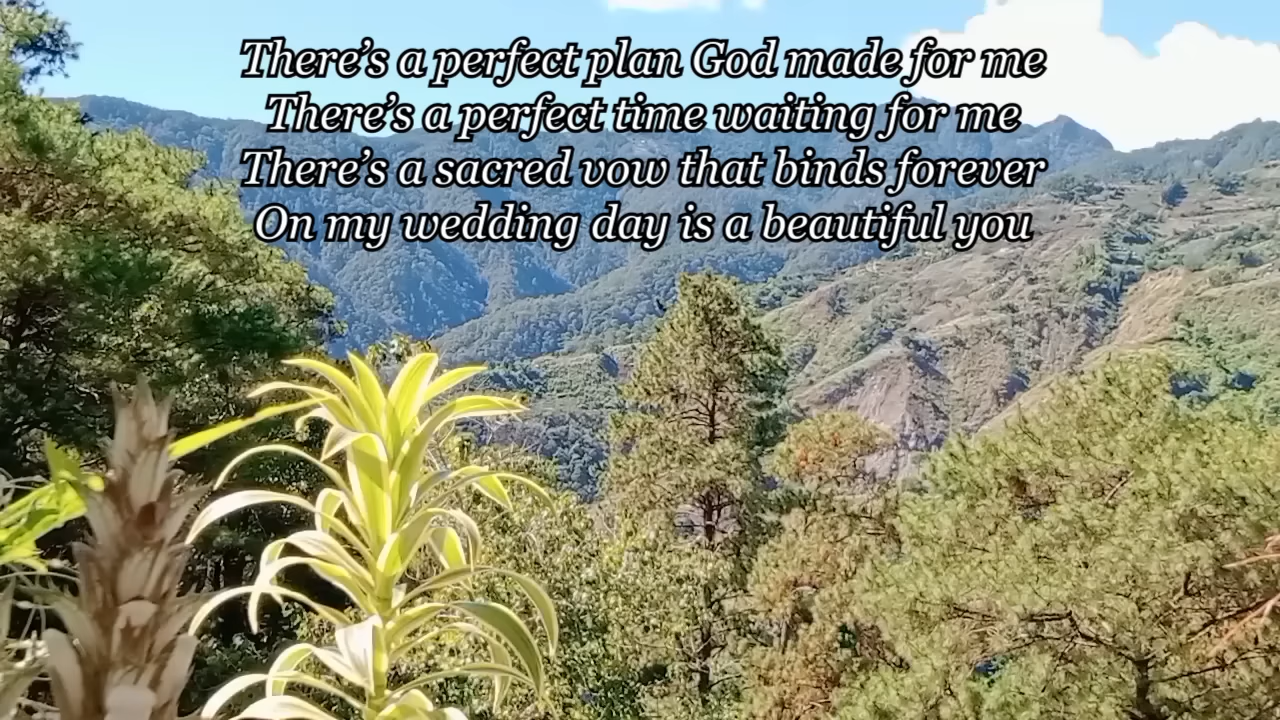 There’s a perfect plan God made for me
There’s a perfect time waiting for me
There’s a sacred vow that binds forever
On my wedding day is a beautiful you